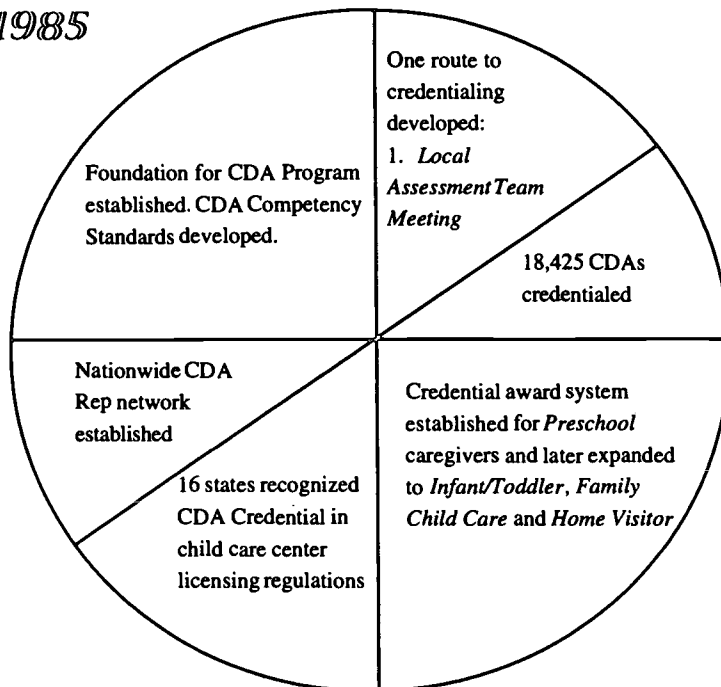 1985
One route to
credentialing
developed:
1. Local
Assessment Team
Meeting
Foundation for CDA Program
established. CDA Competency
Standards developed.
18,425 CDAs
credentialed
Nationwide CDA
Rep network
established
Credential award system
established for Preschool
caregivers and later expanded
to Infant/Toddler, Family
Child Care and Home Visitor
16 states recognized
CDA Credential in
child care center
licensing regulations